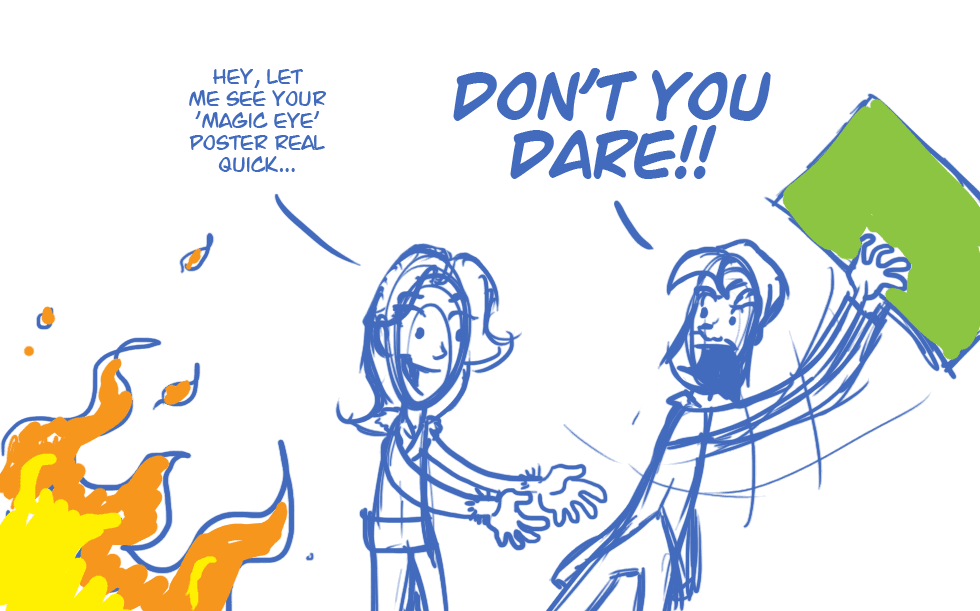 HEY, LET
ME SEE YOUR
'MAGIC EYE'
POSTER REAL
QUICK...
DON'T YOU
DARE!!